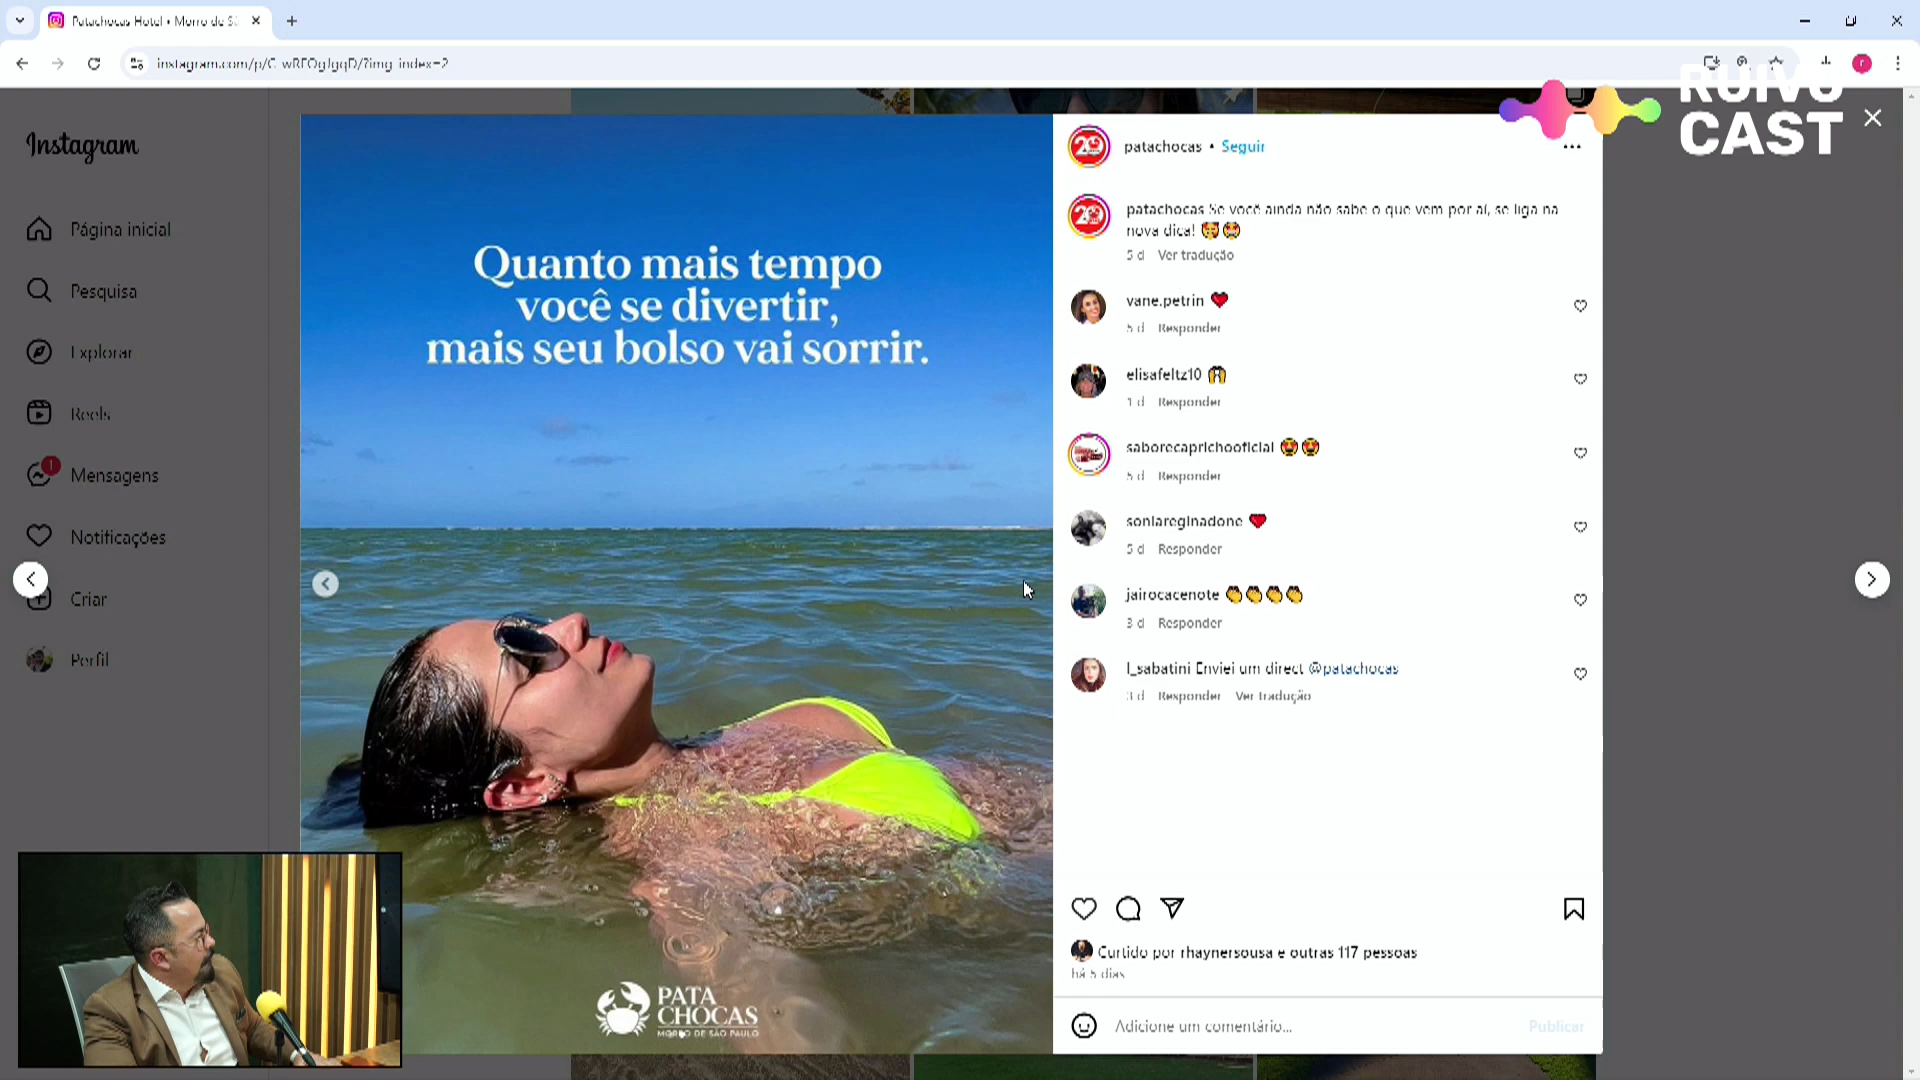 Patachocas Hotel • Morro de Sã
instagram.com/p/C_wRFOgJgqD/?img_index=2
RUIVO
CAST
Instagram
Página inicial
Pesquisa
Explorar
Reels
1
Mensagens
Notificações
Criar
Perfil
Quanto mais tempo
você se divertir,
mais seu bolso vai sorrir.
PATA
CHOCAS
MORRO DE SÃO PAULO
patachocas • Seguir
patachocas Se você ainda não sabe o que vem por aí, se liga na
nova dica! 🥳🤩
5 d Ver tradução
vane.petrin ❤️
5 d Responder
elisafeltz10 🙌
1 d Responder
saborecaprichooficial 😍😍
5 d Responder
soniareginadone ❤️
5 d Responder
jairocacenote 👏👏👏👏
3 d Responder
l_sabatini Enviei um direct @patachocas
3 d Responder Ver tradução
Curtido por rhaynersousa e outras 117 pessoas
há 5 dias
Adicione um comentário...
Publicar